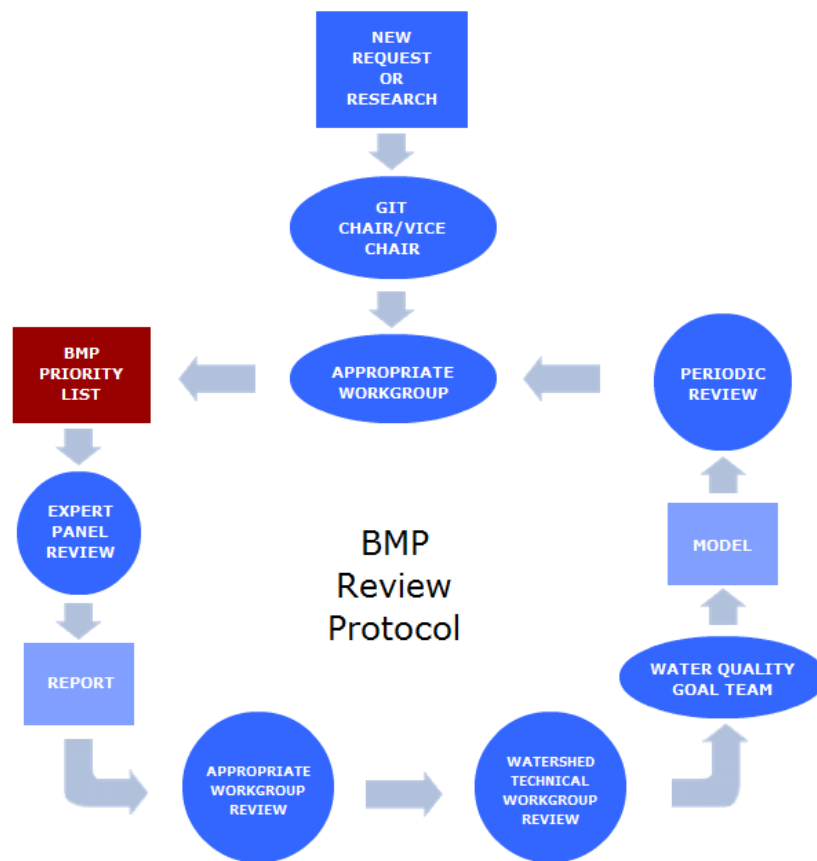 NEW
REQUEST
OR
RESEARCH
GIT
CHAIR/VICE
CHAIR
APPROPRIATE
WORKGROUP
BMP
PRIORITY
LIST
EXPERT
PANEL
REVIEW
REPORT
APPROPRIATE
WORKGROUP
REVIEW
WATERSHED
TECHNICAL
WORKGROUP
REVIEW
WATER QUALITY
GOAL TEAM
MODEL
PERIODIC
REVIEW
BMP
Review
Protocol